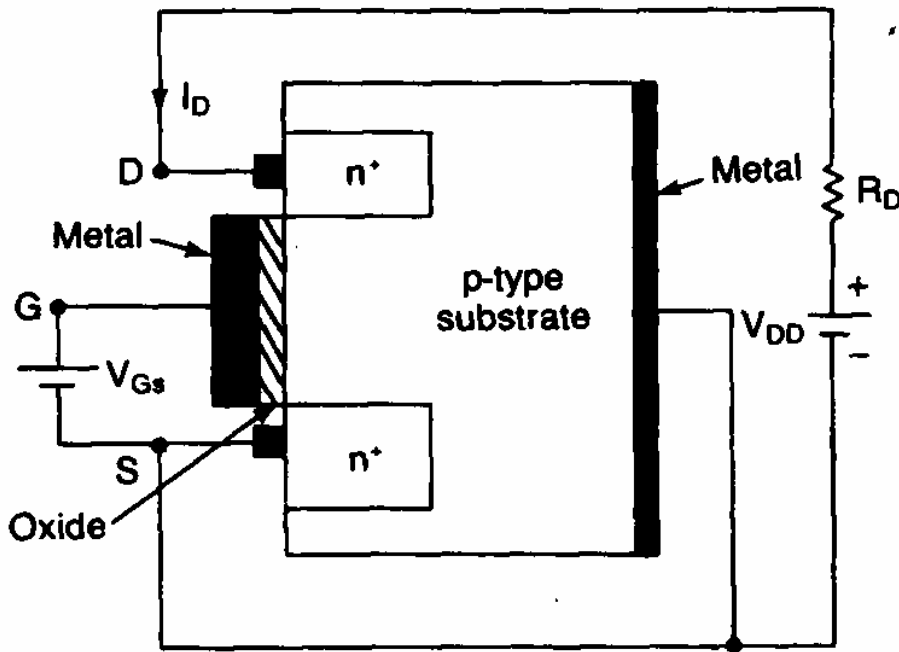 I_D
D
n⁺
Metal
Metal
R_D
G
p-type
substrate
+
V_DD
−
V_Gs
S
n⁺
Oxide